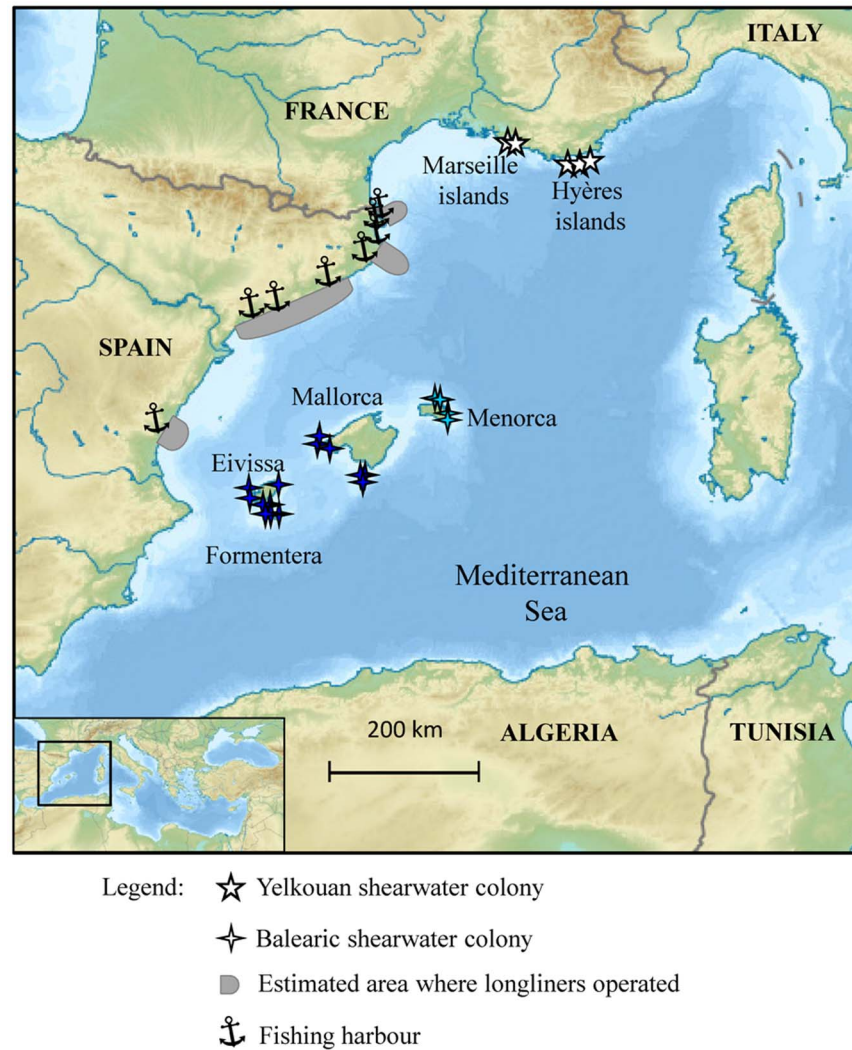 ITALY
FRANCE
Marseille
islands
Hyères
islands
SPAIN
Mallorca
Menorca
Eivissa
Formentera
Mediterranean
Sea
200 km
ALGERIA
TUNISIA
Legend:
Yelkouan shearwater colony
Balearic shearwater colony
Estimated area where longliners operated
Fishing harbour